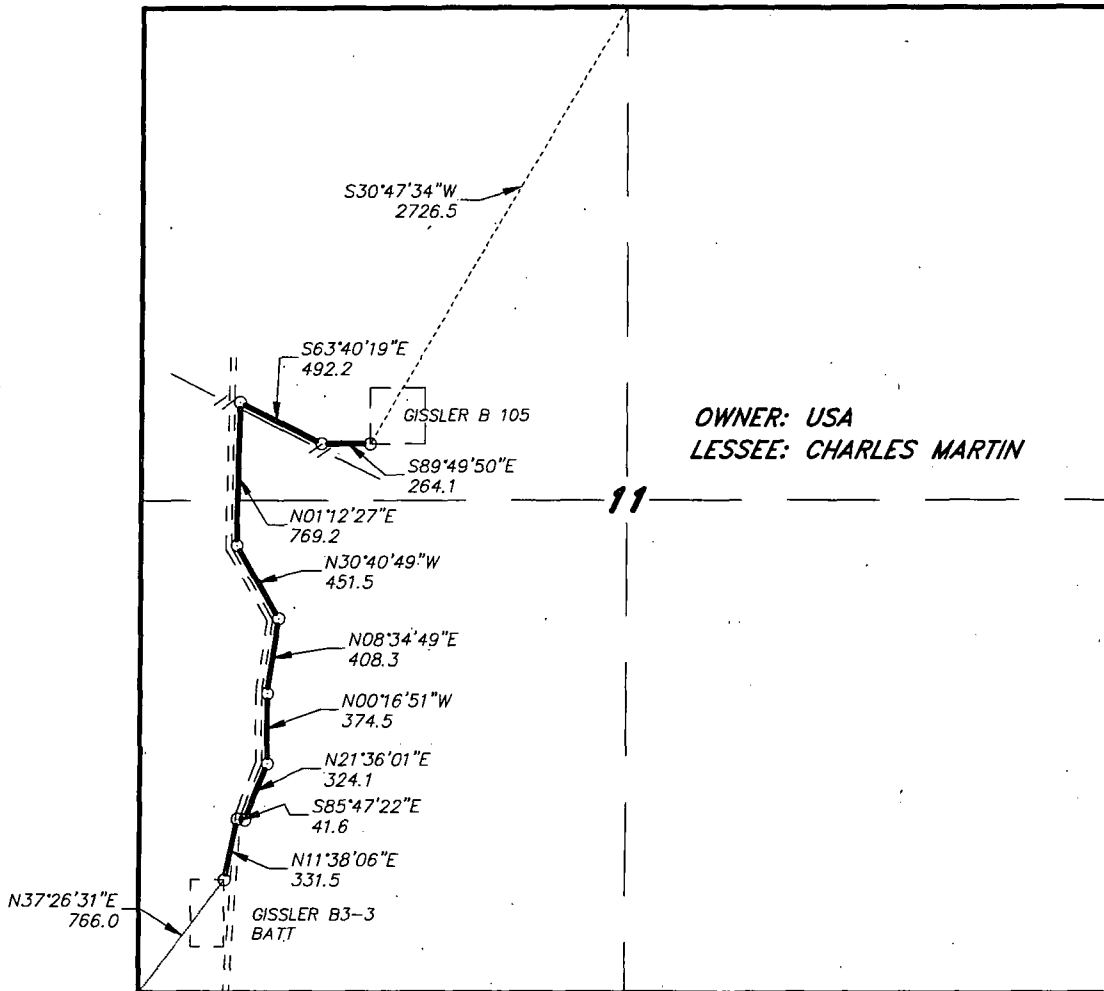 S30°47'34"W
2726.5
S63°40'19"E
492.2
GISSLER B 105
OWNER: USA
LESSEE: CHARLES MARTIN
S89°49'50"E
264.1
11
N01°12'27"E
769.2
N30°40'49"W
451.5
N08°34'49"E
408.3
N00°16'51"W
374.5
N21°36'01"E
324.1
S85°47'22"E
41.6
N11°38'06"E
331.5
N37°26'31"E
766.0
GISSLER B3-3
BATT